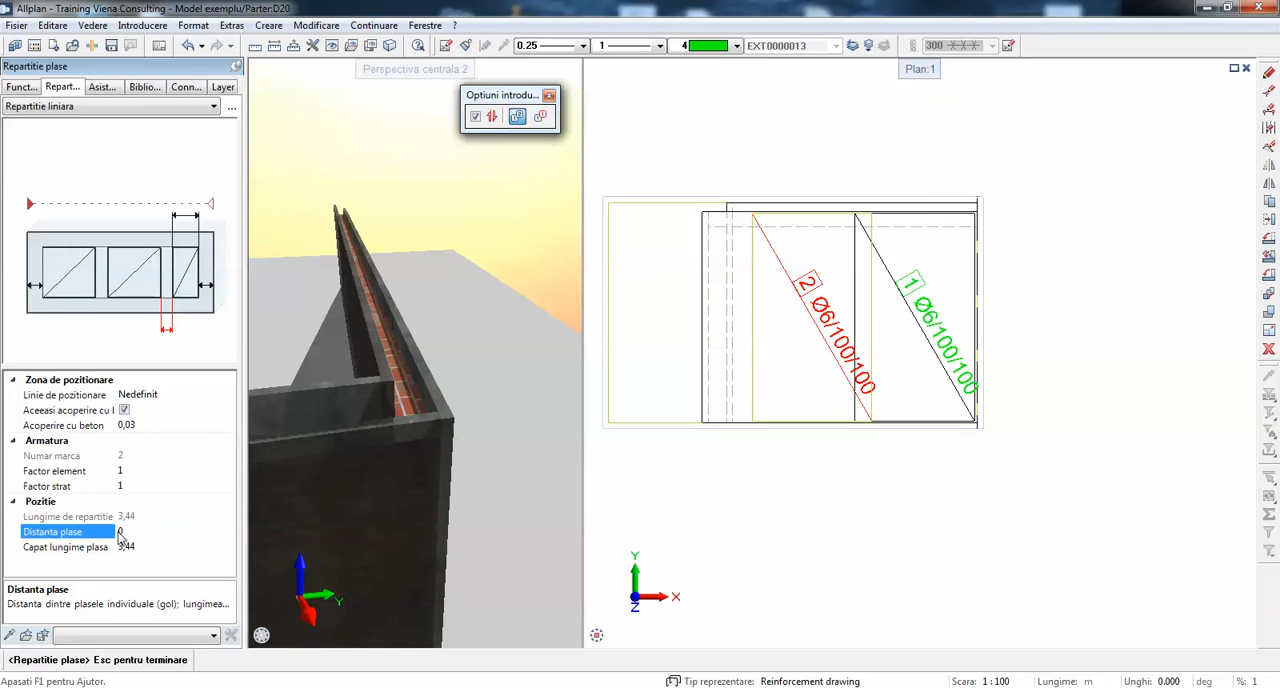 Allplan - Training Viena Consulting - Model exemplu/Parter:D20
Fisier Editare Vedere Introducere Format Extras Creare Modificare Continuare Ferestre ?
0.25 1 4 EXT0000013 300
Repartitie plase
Perspectiva centrala:2
Plan:1
Funct... Repart... Asist... Biblio... Conn... Layer
Optiuni introdu...
Repartitie liniara ...
2 Ø6/100/100
1 Ø6/100/100
Zona de pozitionare
Linie de pozitionare Nedefinit
Aceeasi acoperire cu b
Acoperire cu beton 0,03
Armatura
Numar marca 2
Factor element 1
Factor strat 1
Pozitie
Lungime de repartitie 3,44
Distanta plase 0
Capat lungime plasa 3,44
Distanta plase
Distanta dintre plasele individuale (gol); lungimea...
Y
Y
X
Z
<Repartitie plase> Esc pentru terminare
Apasati F1 pentru Ajutor.
Tip reprezentare: Reinforcement drawing Scara: 1 : 100 Lungime: m Unghi: 0.000 deg %: 1